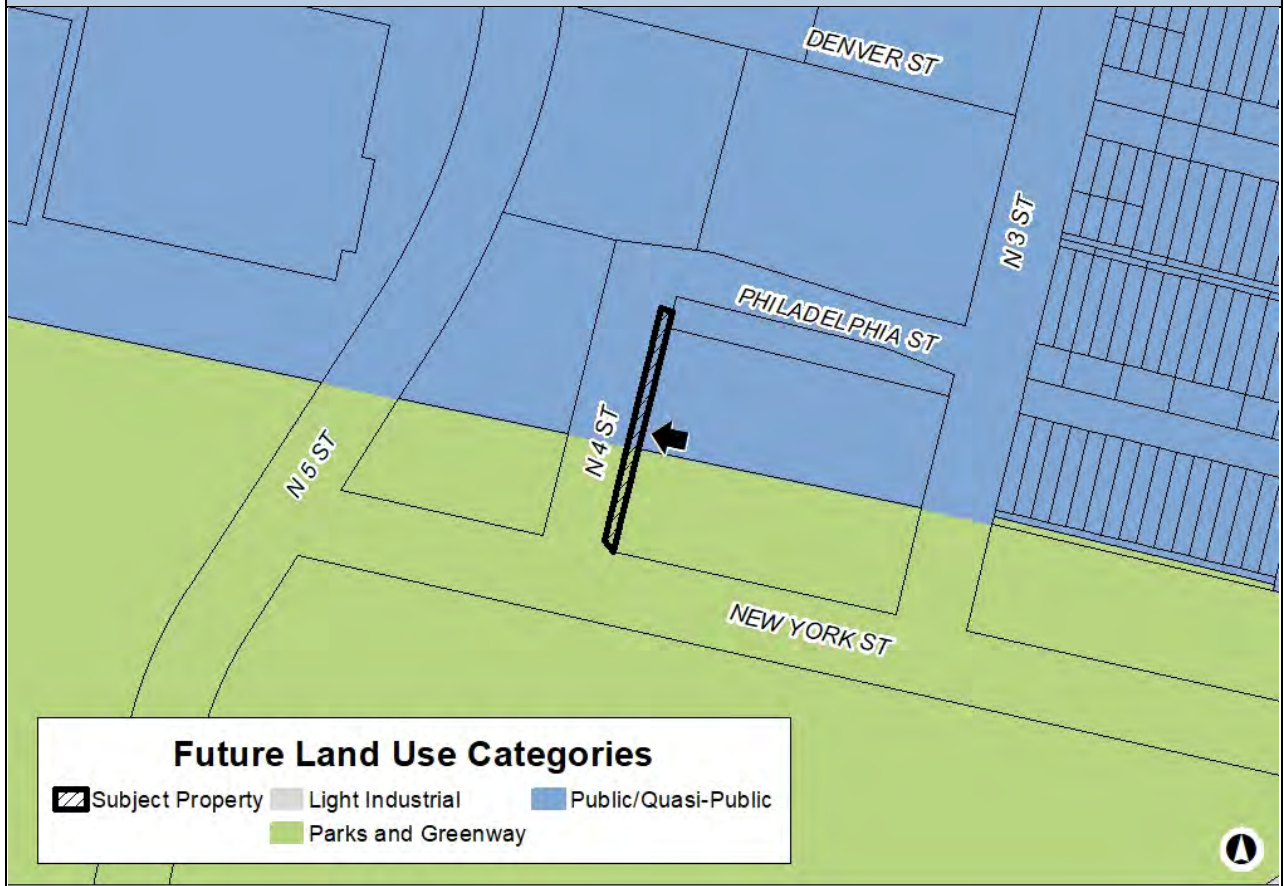 DENVER ST
N 3 ST
PHILADELPHIA ST
N 4 ST
N 5 ST
NEW YORK ST
Future Land Use Categories
Subject Property Light Industrial Public/Quasi-Public
Parks and Greenway